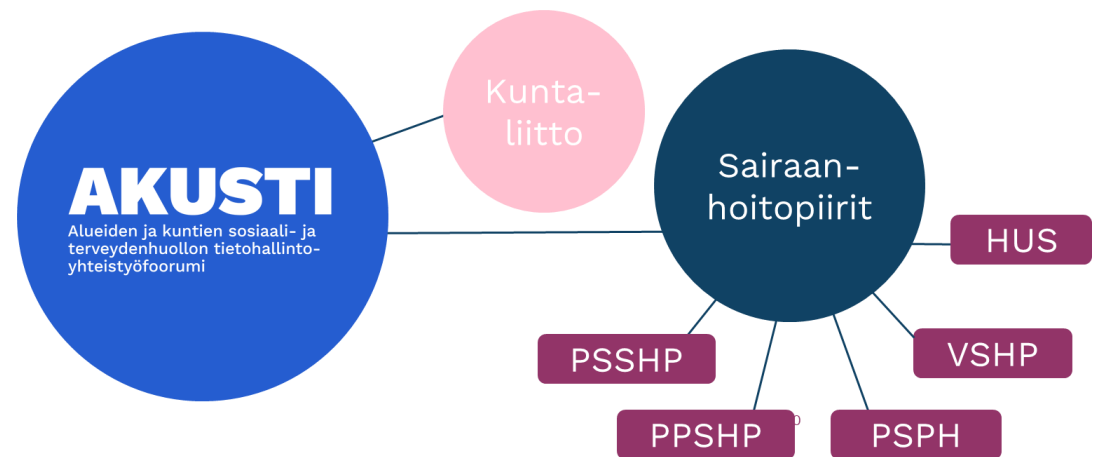 Kunta-
liitto
AKUSTI
Alueiden ja kuntien sosiaali- ja
terveydenhuollon tietohallinto-
yhteistyöfoorumi
Sairaan-
hoitopiirit
HUS
VSHP
PSSHP
PPSHP
PSPH